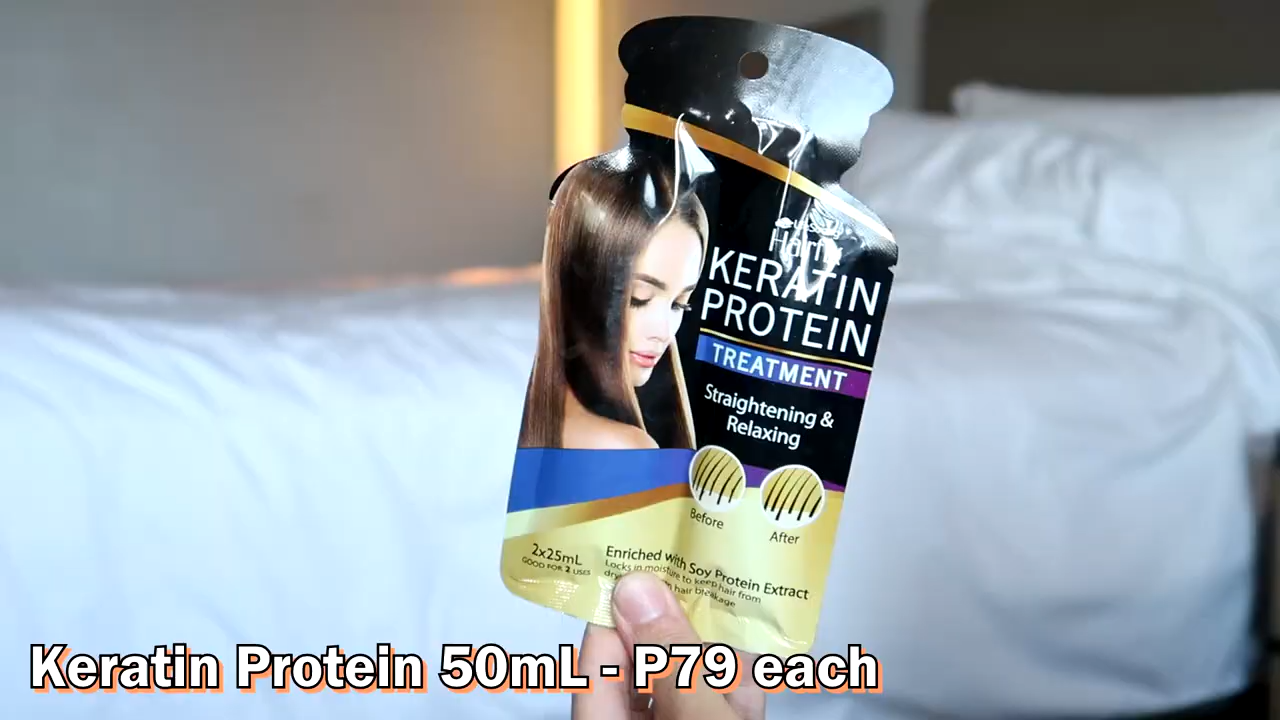 KERATIN
PROTEIN
TREATMENT
Straightening &
Relaxing
Before
After
2x25mL
GOOD FOR 2 USES
Enriched with Soy Protein Extract
Locks in moisture to keep hair from
hair breakage
Keratin Protein 50mL - P79 each